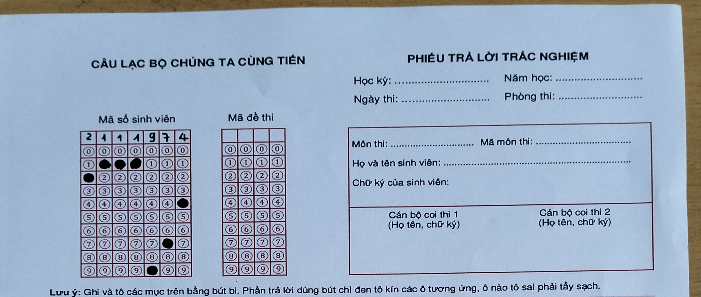 CÂU LẠC BỘ CHÚNG TA CÙNG TIẾN
PHIẾU TRẢ LỜI TRẮC NGHIỆM
Học kỳ: Năm học:
Ngày thi: Phòng thi:
Mã số sinh viên
Mã đề thi
2 1 1 1 9 7 4
0 0 0 0 0 0 0 0 0 0 0
1 1 1 1 1 1 1 1
2 2 2 2 2 2 2 2 2 2
3 3 3 3 3 3 3 3 3 3 3
4 4 4 4 4 4 4 4 4 4
5 5 5 5 5 5 5 5 5 5 5
6 6 6 6 6 6 6 6 6 6 6
7 7 7 7 7 7 7 7 7 7
8 8 8 8 8 8 8 8 8 8 8
9 9 9 9 9 9 9 9 9 9
Môn thi: Mã môn thi:
Họ và tên sinh viên:
Chữ ký của sinh viên:
Cán bộ coi thi 1
(Họ tên, chữ ký)
Cán bộ coi thi 2
(Họ tên, chữ ký)
Lưu ý: Ghi và tô các mục trên bằng bút bi. Phần trả lời dùng bút chì đen tô kín các ô tương ứng, ô nào tô sai phải tẩy sạch.